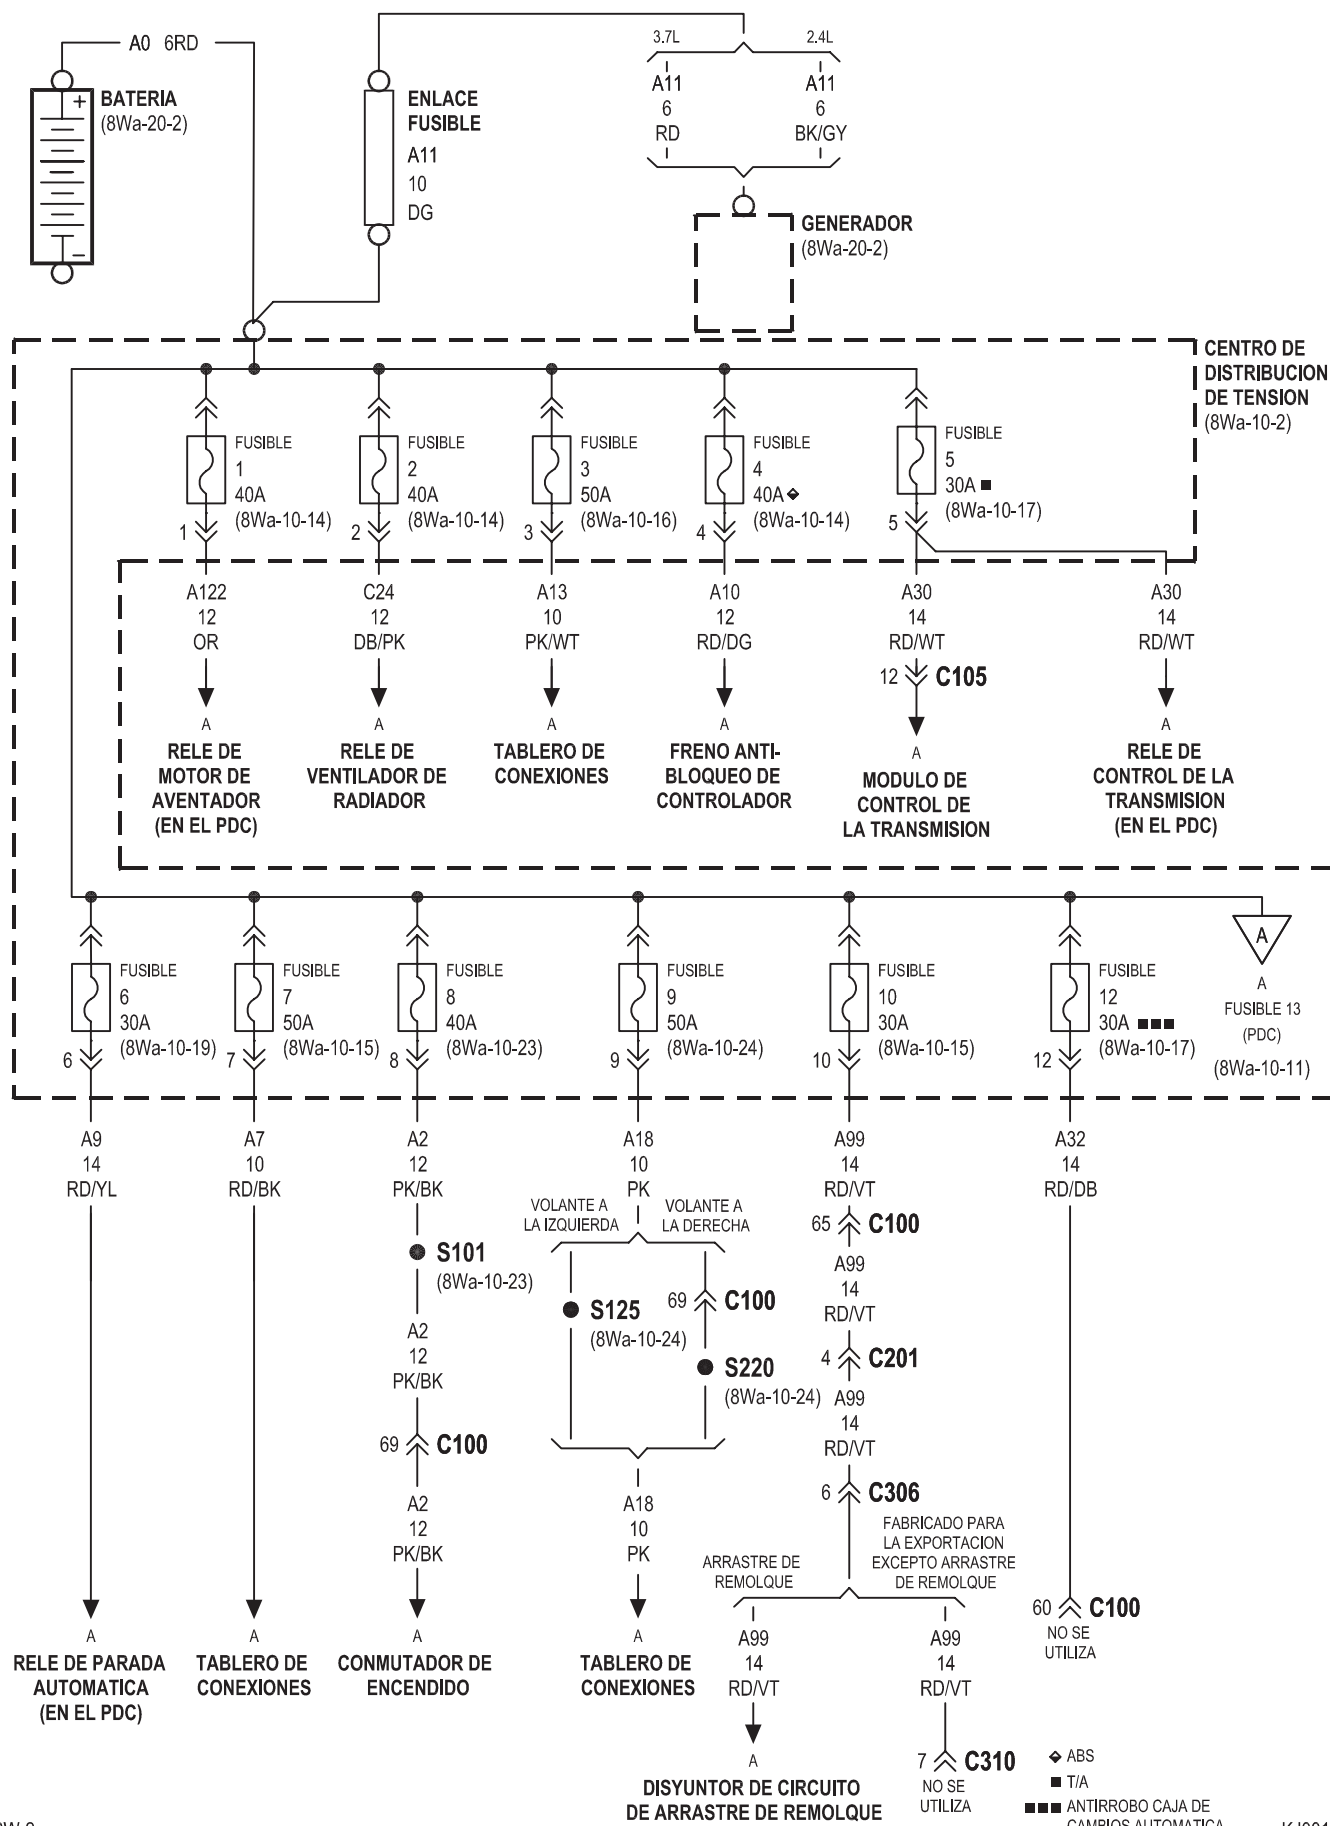 A0 6RD
BATERIA
(8Wa-20-2)
+
–
ENLACE
FUSIBLE
A11
10
DG
3.7L
2.4L
A11
6
RD
A11
6
BK/GY
GENERADOR
(8Wa-20-2)
CENTRO DE
DISTRIBUCION
DE TENSION
(8Wa-10-2)
FUSIBLE
1
40A
(8Wa-10-14)
1
FUSIBLE
2
40A
(8Wa-10-14)
2
FUSIBLE
3
50A
(8Wa-10-16)
3
FUSIBLE
4
40A ⬙
(8Wa-10-14)
4
FUSIBLE
5
30A ■
(8Wa-10-17)
5
A122
12
OR
A
RELE DE
MOTOR DE
AVENTADOR
(EN EL PDC)
C24
12
DB/PK
A
RELE DE
VENTILADOR DE
RADIADOR
A13
10
PK/WT
A
TABLERO DE
CONEXIONES
A10
12
RD/DG
A
FRENO ANTI-
BLOQUEO DE
CONTROLADOR
A30
14
RD/WT
12 C105
A
MODULO DE
CONTROL DE
LA TRANSMISION
A30
14
RD/WT
A
RELE DE
CONTROL DE LA
TRANSMISION
(EN EL PDC)
FUSIBLE
6
30A
(8Wa-10-19)
6
FUSIBLE
7
50A
(8Wa-10-15)
7
FUSIBLE
8
40A
(8Wa-10-23)
8
FUSIBLE
9
50A
(8Wa-10-24)
9
FUSIBLE
10
30A
(8Wa-10-15)
10
FUSIBLE
12
30A ■■■
(8Wa-10-17)
12
A
A
FUSIBLE 13
(PDC)
(8Wa-10-11)
A9
14
RD/YL
A
RELE DE PARADA
AUTOMATICA
(EN EL PDC)
A7
10
RD/BK
A
TABLERO DE
CONEXIONES
A2
12
PK/BK
S101
(8Wa-10-23)
A2
12
PK/BK
69 C100
A2
12
PK/BK
A
CONMUTADOR DE
ENCENDIDO
A18
10
PK
VOLANTE A
LA IZQUIERDA
VOLANTE A
LA DERECHA
S125
(8Wa-10-24)
69 C100
S220
(8Wa-10-24)
A18
10
PK
A
TABLERO DE
CONEXIONES
A99
14
RD/VT
65 C100
A99
14
RD/VT
4 C201
A99
14
RD/VT
6 C306
ARRASTRE DE
REMOLQUE
FABRICADO PARA
LA EXPORTACION
EXCEPTO ARRASTRE
DE REMOLQUE
A99
14
RD/VT
A
DISYUNTOR DE CIRCUITO
DE ARRASTRE DE REMOLQUE
A99
14
RD/VT
7 C310
NO SE
UTILIZA
A32
14
RD/DB
60 C100
NO SE
UTILIZA
⬙ ABS
■ T/A
■■■ ANTIRROBO CAJA DE
CAMBIOS AUTOMATICA